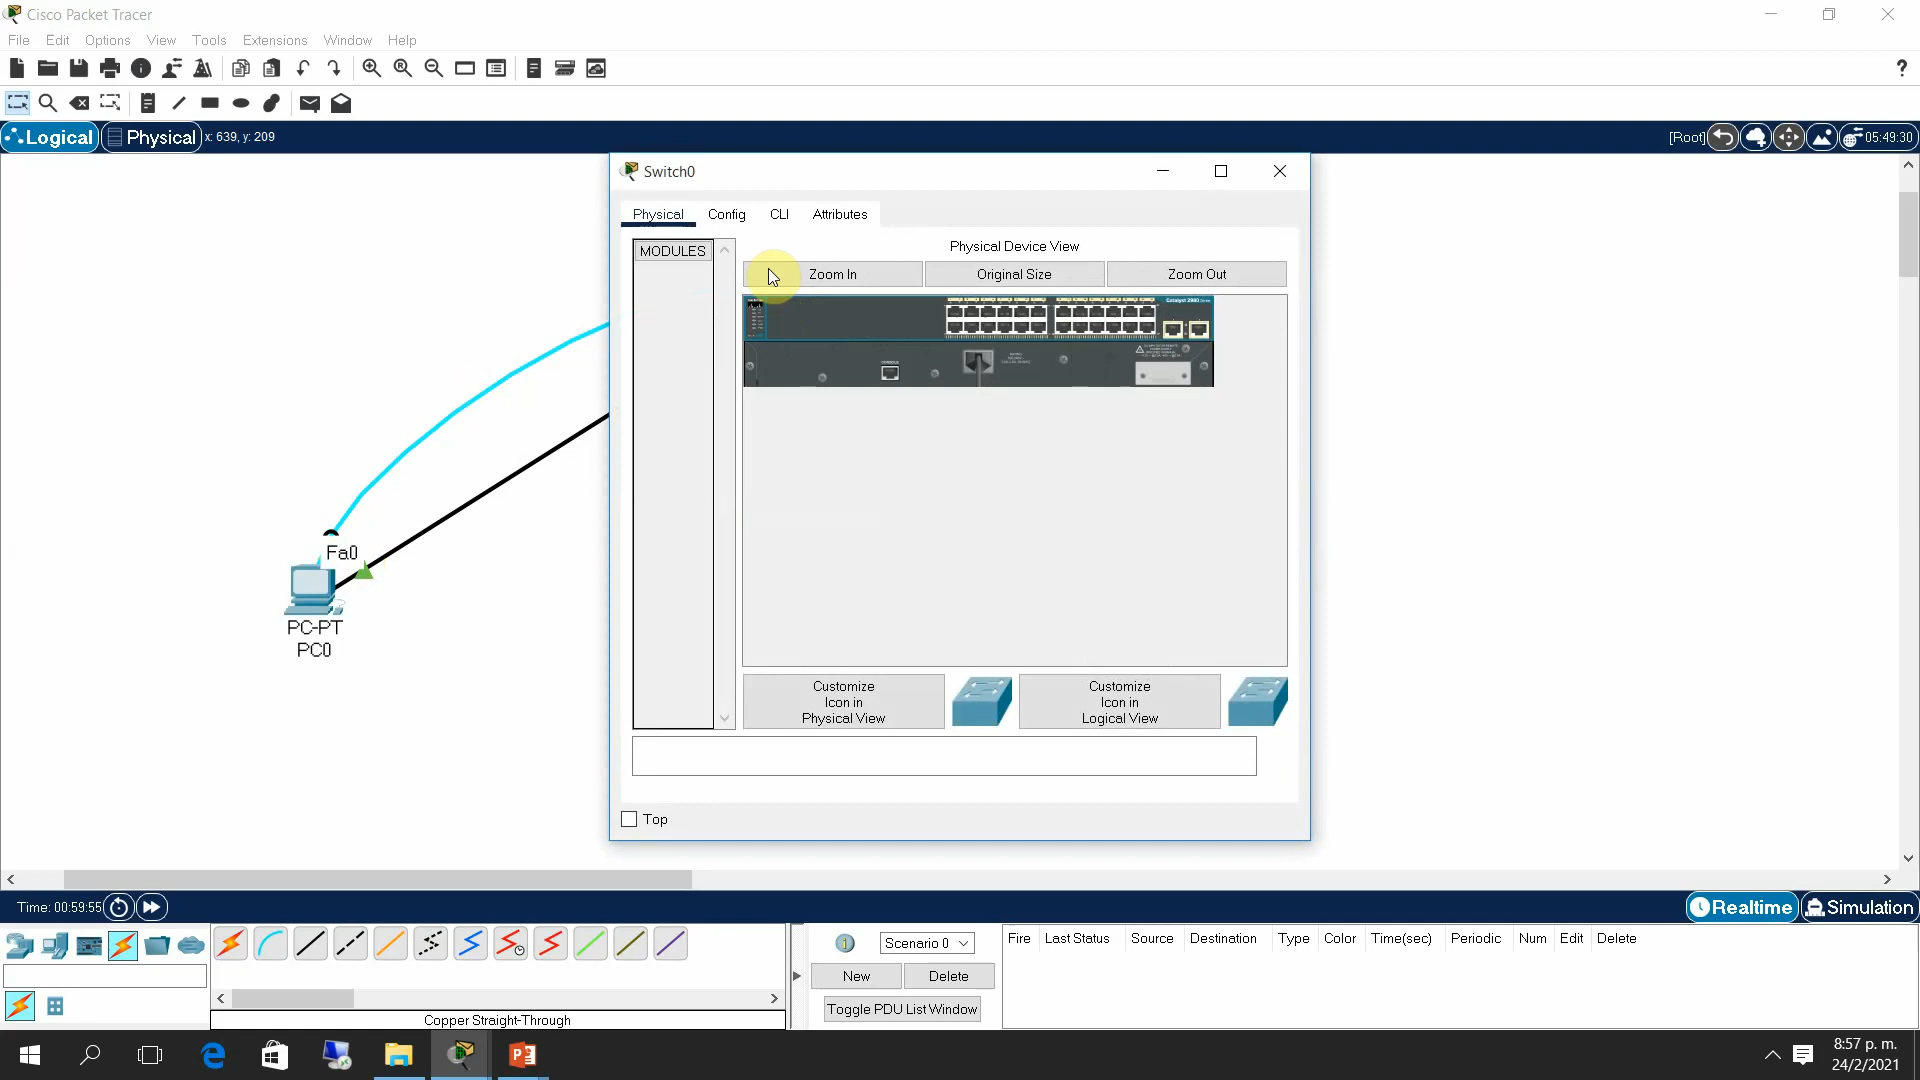 Cisco Packet Tracer
File Edit Options View Tools Extensions Window Help
?
Logical Physical x: 639, y: 209 [Root] 05:49:30
Switch0
Physical Config CLI Attributes
MODULES
Physical Device View
Zoom In Original Size Zoom Out
Catalyst 2960
CONSOLE
Fa0
PC-PT
PC0
Customize
Icon in
Physical View
Customize
Icon in
Logical View
Top
Time: 00:59:55
Realtime Simulation
Scenario 0
New Delete
Toggle PDU List Window
Fire Last Status Source Destination Type Color Time(sec) Periodic Num Edit Delete
Copper Straight-Through
8:57 p. m.
24/2/2021